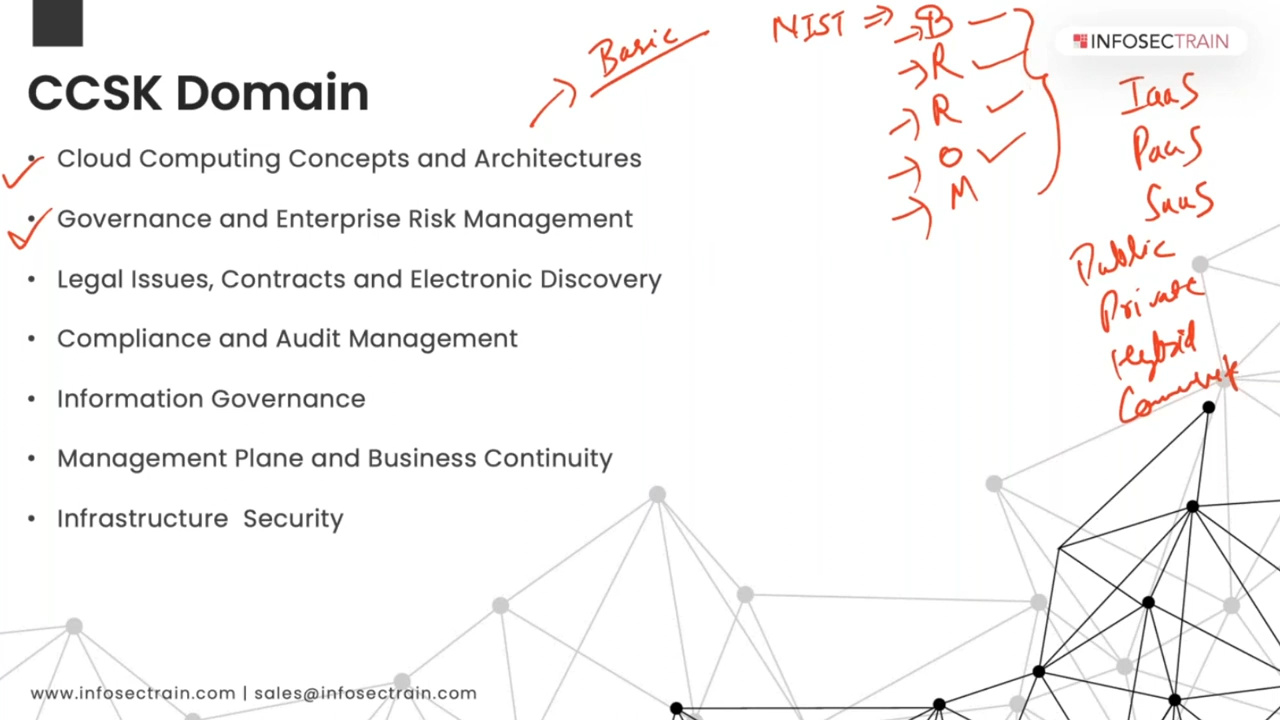 Basic
NIST ⇒ → B
→ R
→ R
→ O
→ M
INFOSECTRAIN
IaaS
PaaS
SaaS
Public
Private
Hybrid
CCSK Domain
• Cloud Computing Concepts and Architectures
• Governance and Enterprise Risk Management
• Legal Issues, Contracts and Electronic Discovery
• Compliance and Audit Management
• Information Governance
• Management Plane and Business Continuity
• Infrastructure Security
www.infosectrain.com | sales@infosectrain.com